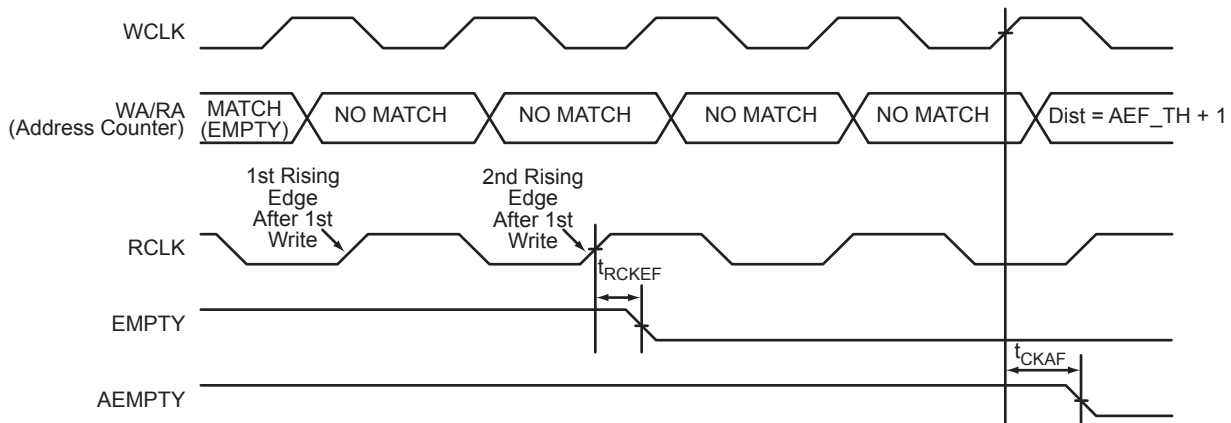 WCLK
WA/RA
(Address Counter)
MATCH
(EMPTY)
NO MATCH
NO MATCH
NO MATCH
NO MATCH
Dist = AEF_TH + 1
1st Rising
Edge
After 1st
Write
2nd Rising
Edge
After 1st
Write
RCLK
tRCKEF
EMPTY
tCKAF
AEMPTY